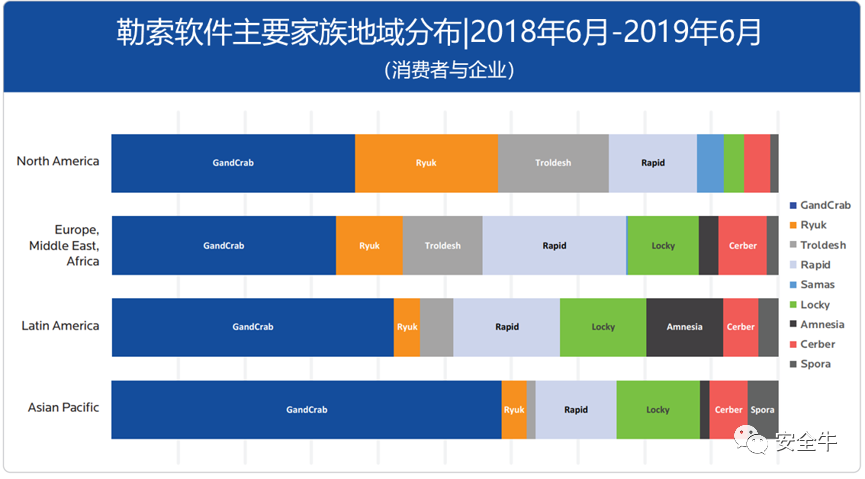 勒索软件主要家族地域分布|2018年6月-2019年6月
（消费者与企业）
North America
GandCrab
Ryuk
Troldesh
Rapid
Europe,
Middle East,
Africa
GandCrab
Ryuk
Troldesh
Rapid
Locky
Cerber
Latin America
GandCrab
Ryuk
Rapid
Locky
Amnesia
Cerber
Asian Pacific
GandCrab
Ryuk
Rapid
Locky
Cerber
Spora
GandCrab
Ryuk
Troldesh
Rapid
Samas
Locky
Amnesia
Cerber
Spora
安全牛